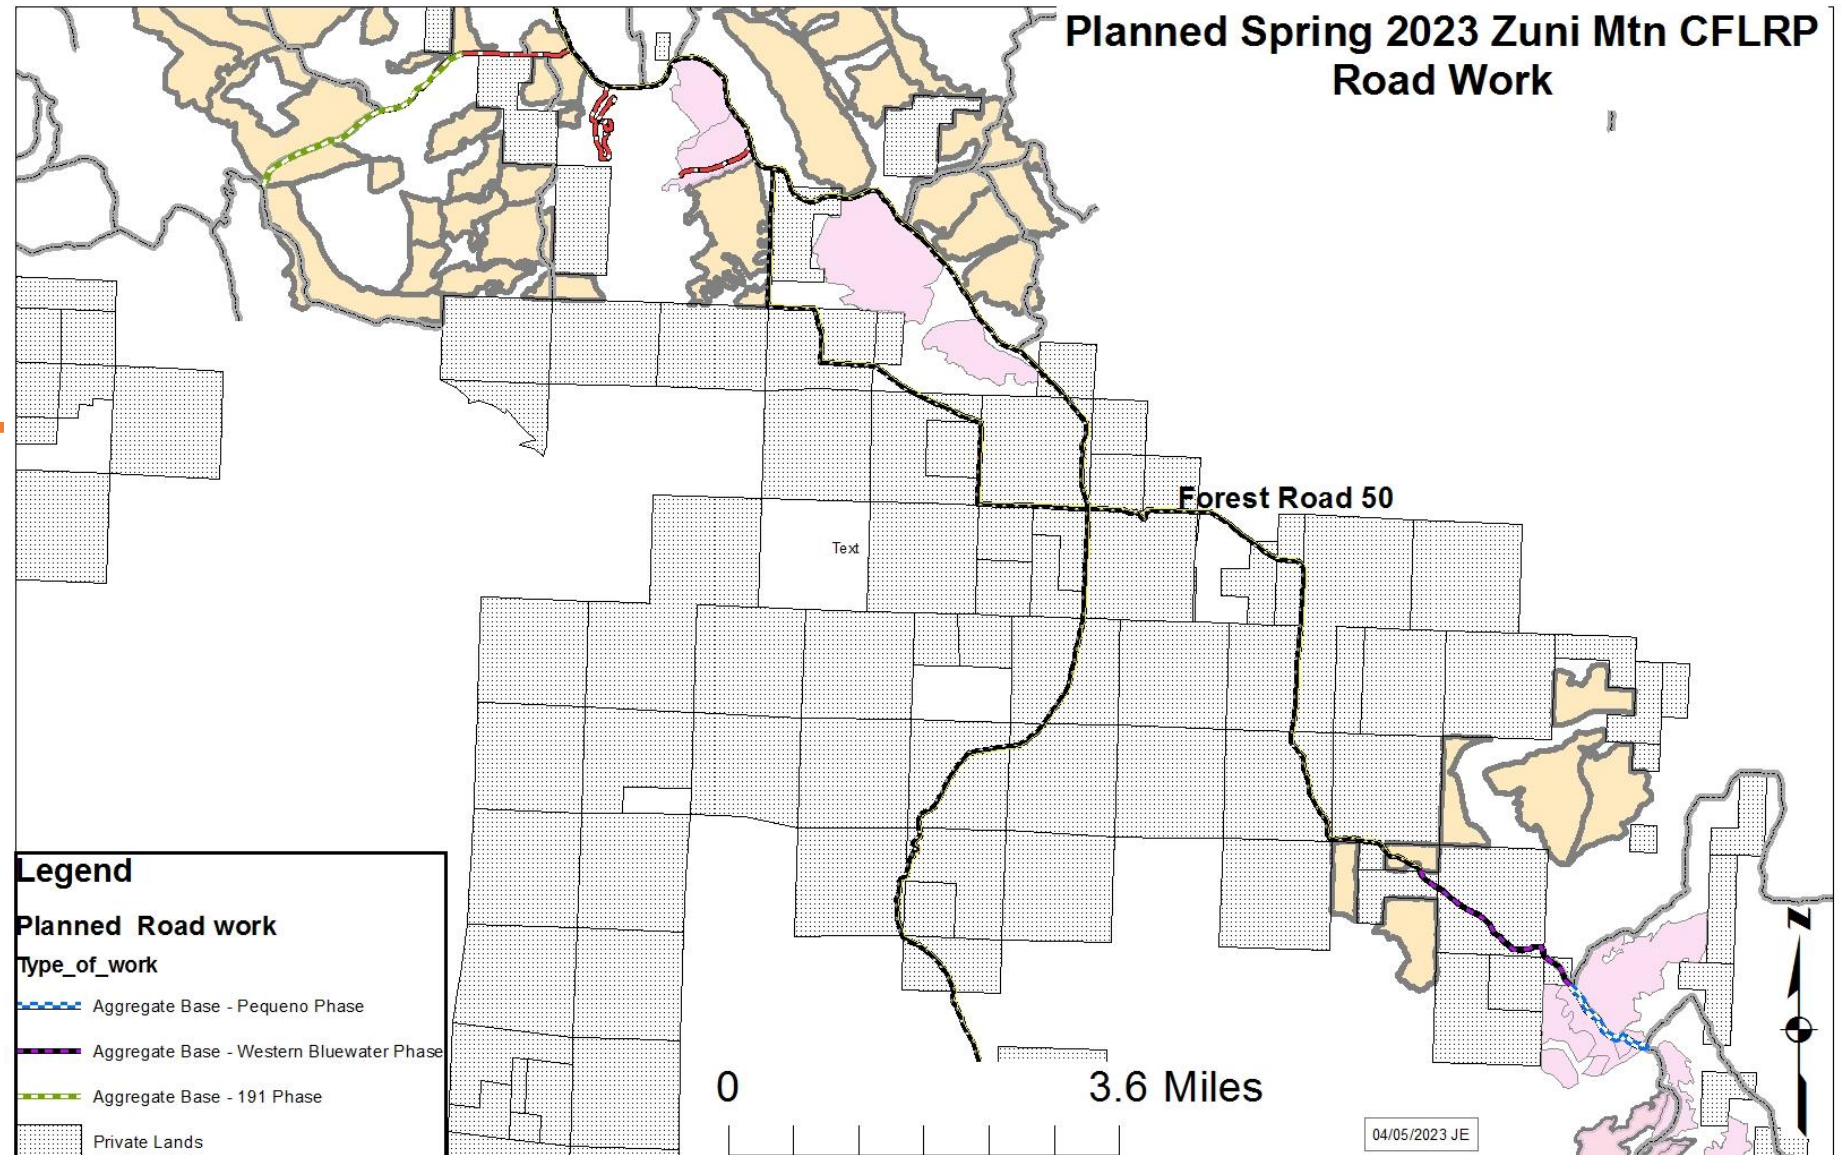 Planned Spring 2023 Zuni Mtn CFLRP
Road Work
Forest Road 50
Text
Legend
Planned Road work
Type_of_work
Aggregate Base - Pequeno Phase
Aggregate Base - Western Bluewater Phase
Aggregate Base - 191 Phase
Private Lands
0 3.6 Miles
04/05/2023 JE
N